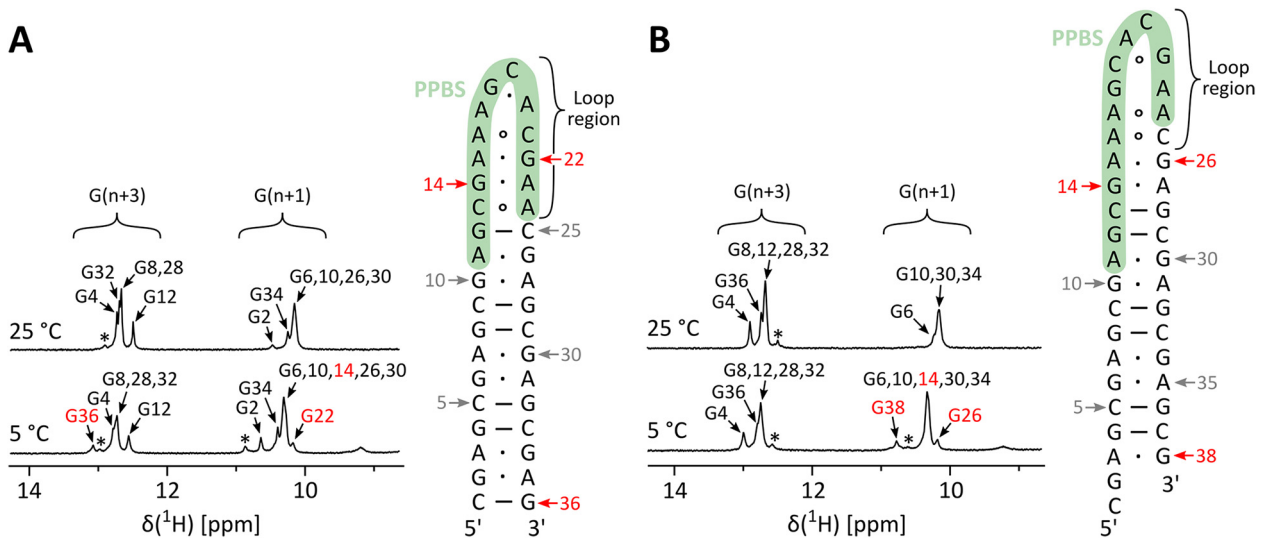 A
PPBS
C
G
A A
A C
A G 22
14 G A
C A
G C 25
A G
10 G A
C G
G C
A G 30
G A
5 C G
G C
A G
G A
C G 36
5' 3'
Loop
region
G(n+3)
G(n+1)
G8,28
G32
G4
G12
*
G6,10,26,30
G34
G2
25 °C
G8,28,32
G4
G36
G12
*
G6,10,14,26,30
G34
G2
G22
*
5 °C
14 12 10
δ(¹H) [ppm]
B
PPBS
C
A
C G
G A
A A
A C
A G 26
14 G A
C G
G C
A G 30
10 G A
C G
G C
A G
G A 35
5 C G
G C
A G 38
G 3'
C
5'
Loop
region
G(n+3)
G(n+1)
G8,12,28,32
G36
G4
*
G10,30,34
G6
25 °C
G8,12,28,32
G36
G4
*
G6,10,14,30,34
G38
G26
*
5 °C
14 12 10
δ(¹H) [ppm]